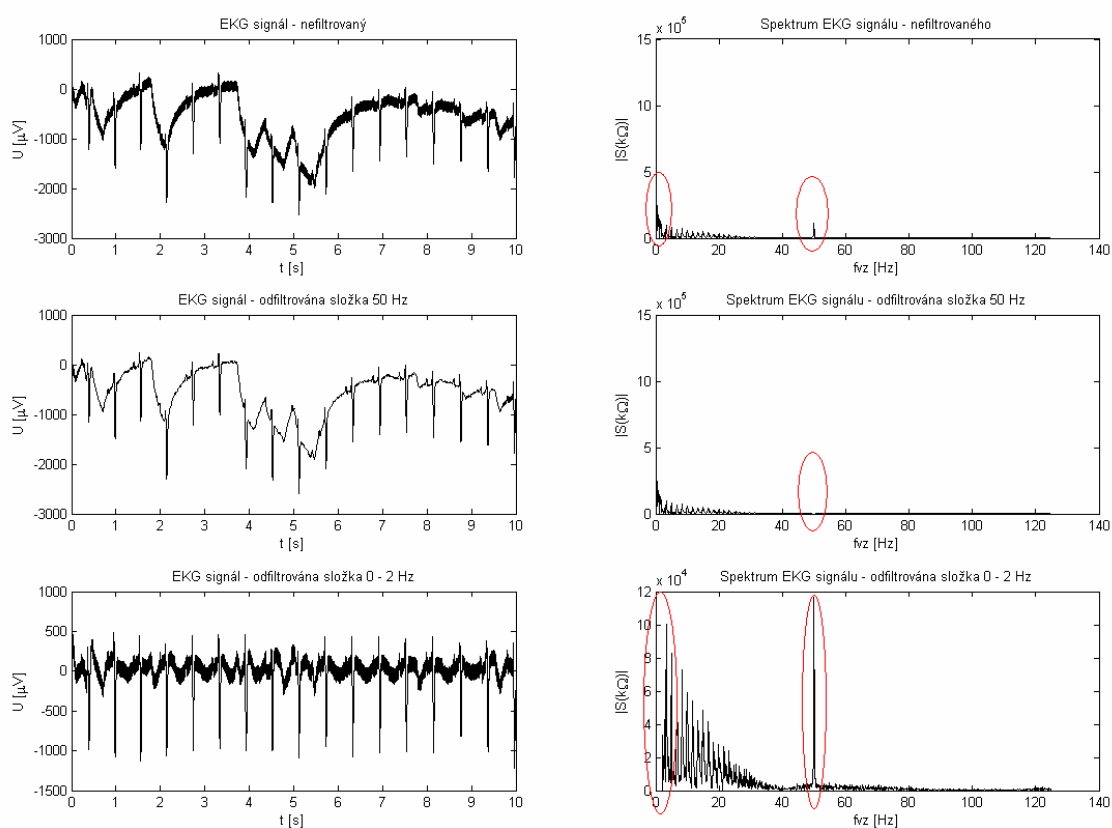 EKG signál - nefiltrovaný
1000
0
-1000
-2000
-3000
U [µV]
0 1 2 3 4 5 6 7 8 9 10
t [s]
Spektrum EKG signálu - nefiltrovaného
x 10^5
15
10
5
0
|S(kΩ)|
0 20 40 60 80 100 120 140
fvz [Hz]
EKG signál - odfiltrována složka 50 Hz
1000
0
-1000
-2000
-3000
U [µV]
0 1 2 3 4 5 6 7 8 9 10
t [s]
Spektrum EKG signálu - odfiltrována složka 50 Hz
x 10^5
15
10
5
0
|S(kΩ)|
0 20 40 60 80 100 120 140
fvz [Hz]
EKG signál - odfiltrována složka 0 - 2 Hz
1000
500
0
-500
-1000
-1500
U [µV]
0 1 2 3 4 5 6 7 8 9 10
t [s]
Spektrum EKG signálu - odfiltrována složka 0 - 2 Hz
x 10^4
12
10
8
6
4
2
0
|S(kΩ)|
0 20 40 60 80 100 120 140
fvz [Hz]